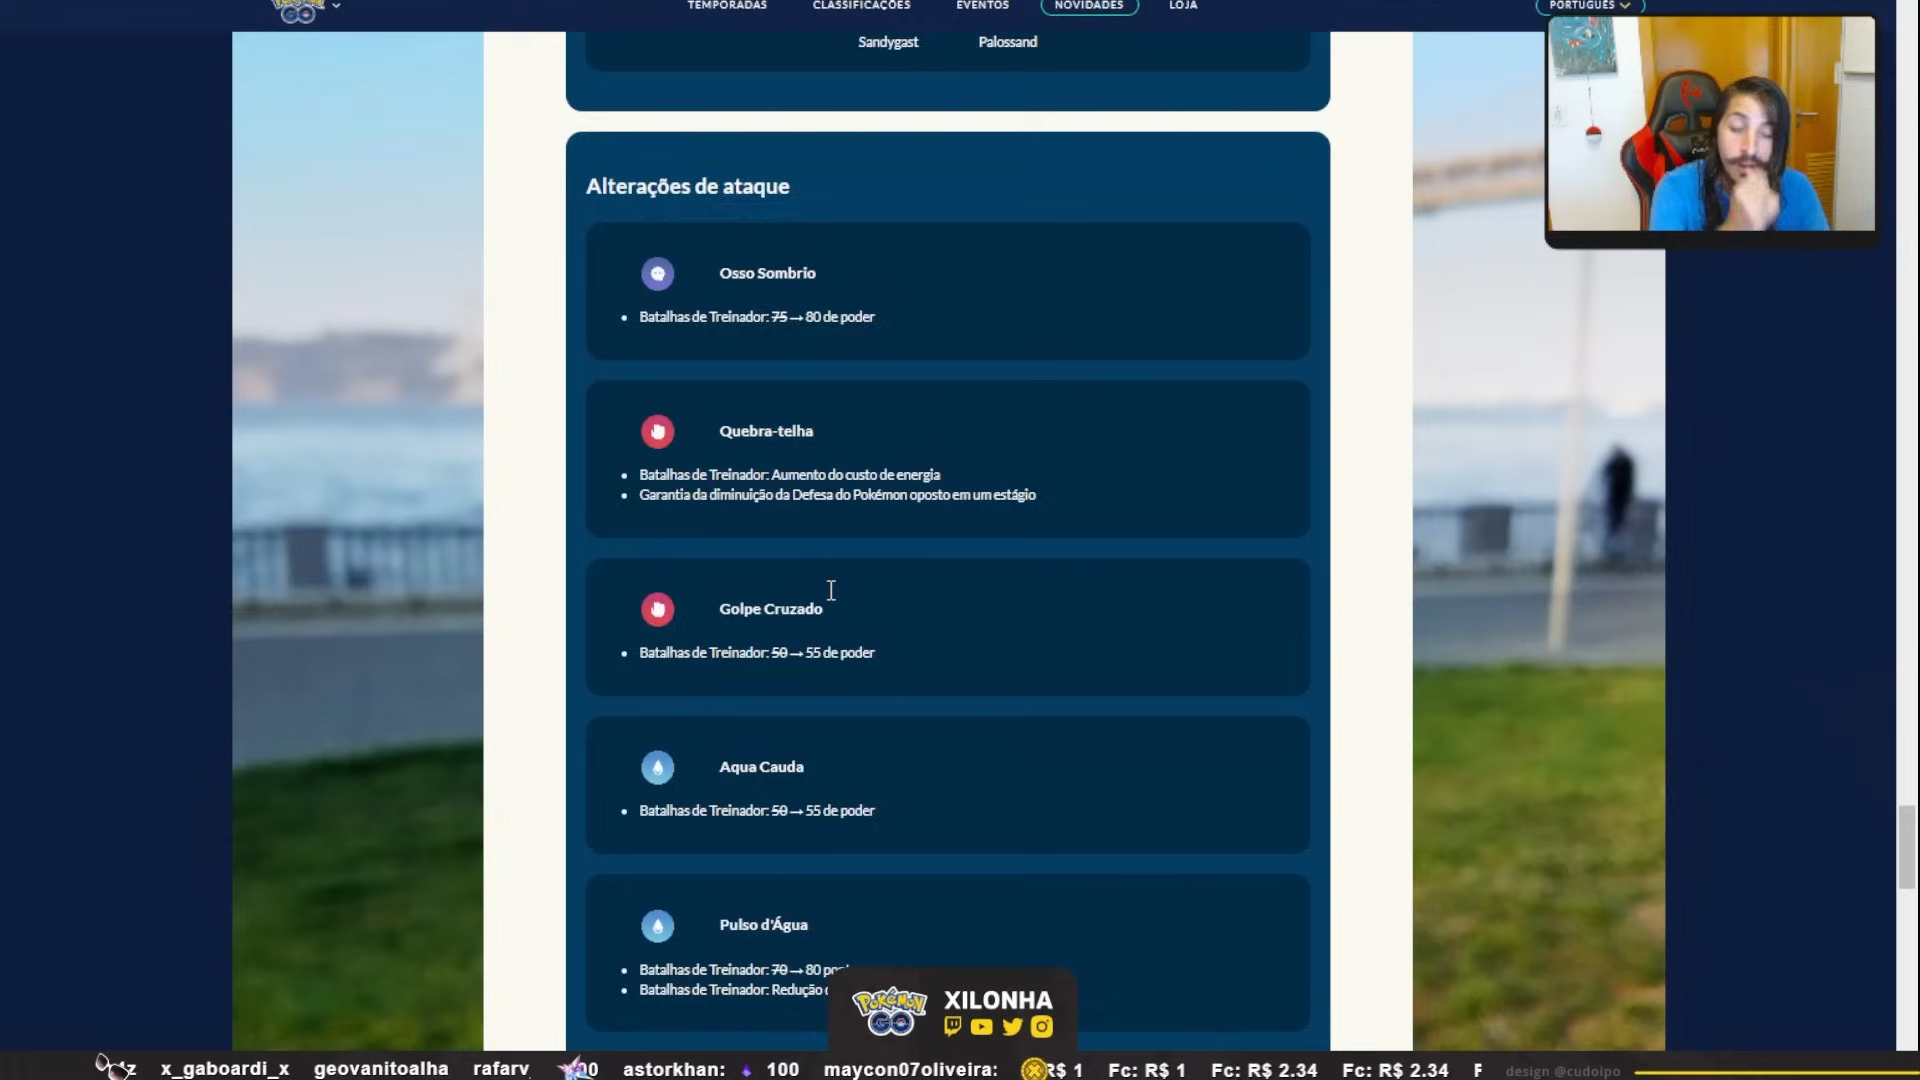 TEMPORADAS CLASSIFICAÇÕES EVENTOS NOVIDADES LOJA PORTUGUÊS
Sandygast Palossand
Alterações de ataque
Osso Sombrio
Batalhas de Treinador: 75 → 80 de poder
Quebra-telha
Batalhas de Treinador: Aumento do custo de energia
Garantia da diminuição da Defesa do Pokémon oposto em um estágio
Golpe Cruzado
Batalhas de Treinador: 50 → 55 de poder
Aqua Cauda
Batalhas de Treinador: 50 → 55 de poder
Pulso d'Água
Batalhas de Treinador: 70 → 80
Batalhas de Treinador: Redução
POKÉMON GO
XILONHA
x_gaboardi_x geovanitoalha rafarv astorkhan: 100 maycon07oliveira: R$ 1 Fc: R$ 1 Fc: R$ 2.34 Fc: R$ 2.34 F design @cudoipo